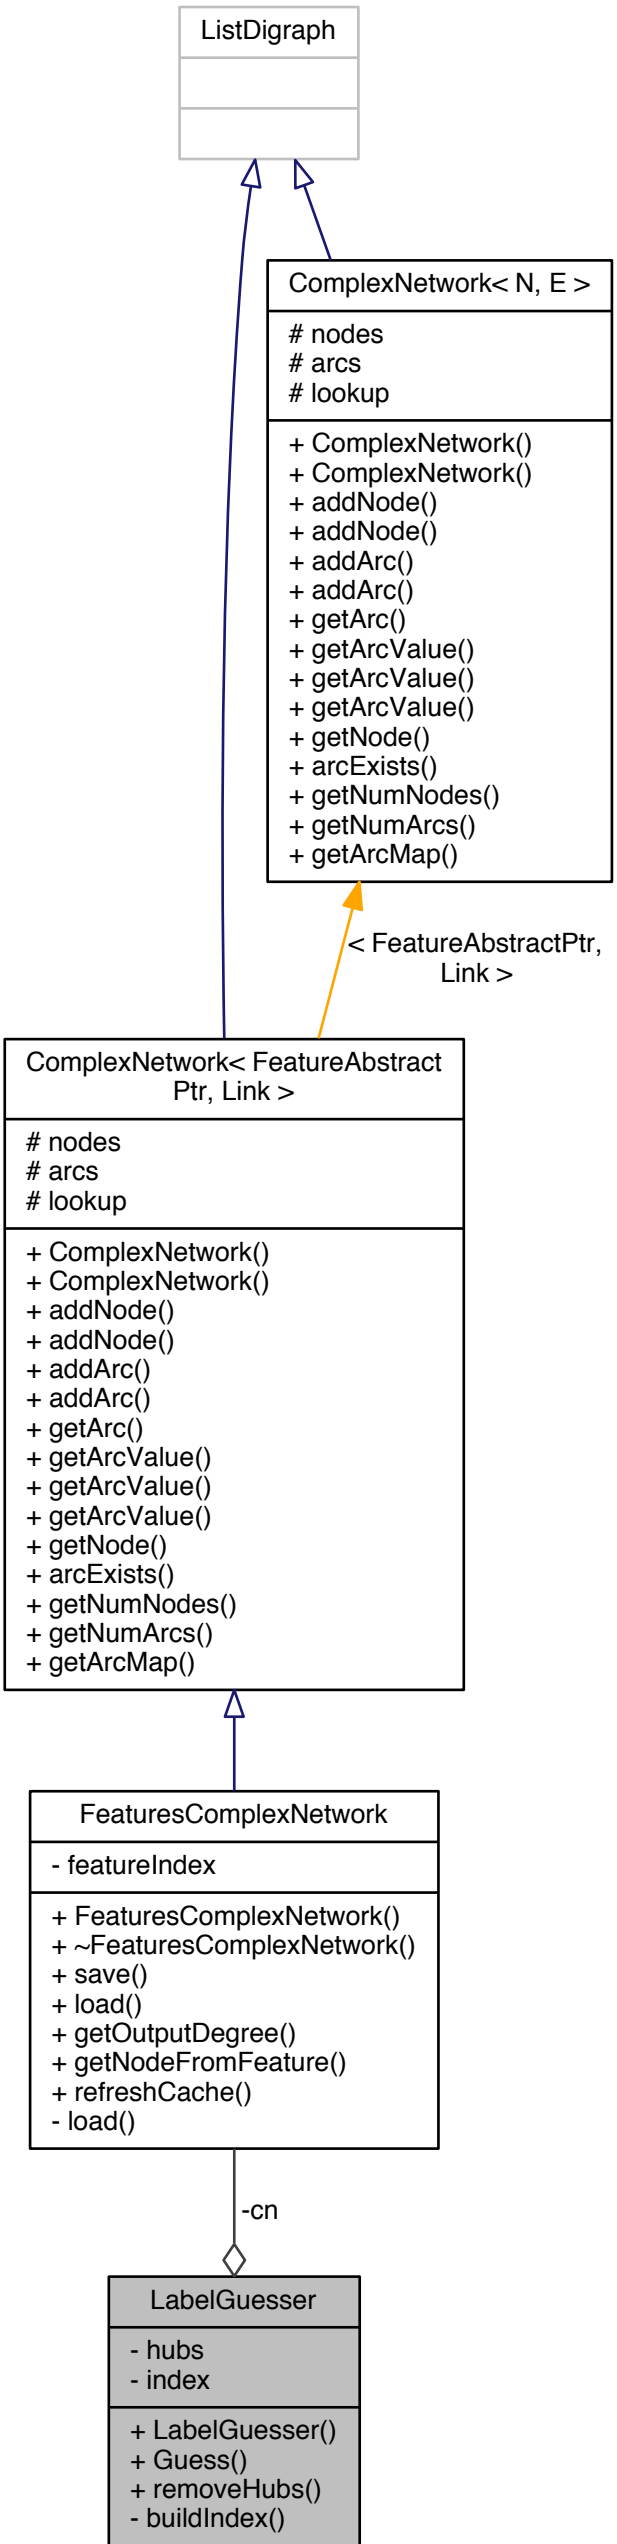 ListDigraph
ComplexNetwork< N, E >
# nodes
# arcs
# lookup
+ ComplexNetwork()
+ ComplexNetwork()
+ addNode()
+ addNode()
+ addArc()
+ addArc()
+ getArc()
+ getArcValue()
+ getArcValue()
+ getArcValue()
+ getNode()
+ arcExists()
+ getNumNodes()
+ getNumArcs()
+ getArcMap()
< FeatureAbstractPtr,
Link >
ComplexNetwork< FeatureAbstract
Ptr, Link >
# nodes
# arcs
# lookup
+ ComplexNetwork()
+ ComplexNetwork()
+ addNode()
+ addNode()
+ addArc()
+ addArc()
+ getArc()
+ getArcValue()
+ getArcValue()
+ getArcValue()
+ getNode()
+ arcExists()
+ getNumNodes()
+ getNumArcs()
+ getArcMap()
FeaturesComplexNetwork
- featureIndex
+ FeaturesComplexNetwork()
+ ~FeaturesComplexNetwork()
+ save()
+ load()
+ getOutputDegree()
+ getNodeFromFeature()
+ refreshCache()
- load()
-cn
LabelGuesser
- hubs
- index
+ LabelGuesser()
+ Guess()
+ removeHubs()
- buildIndex()